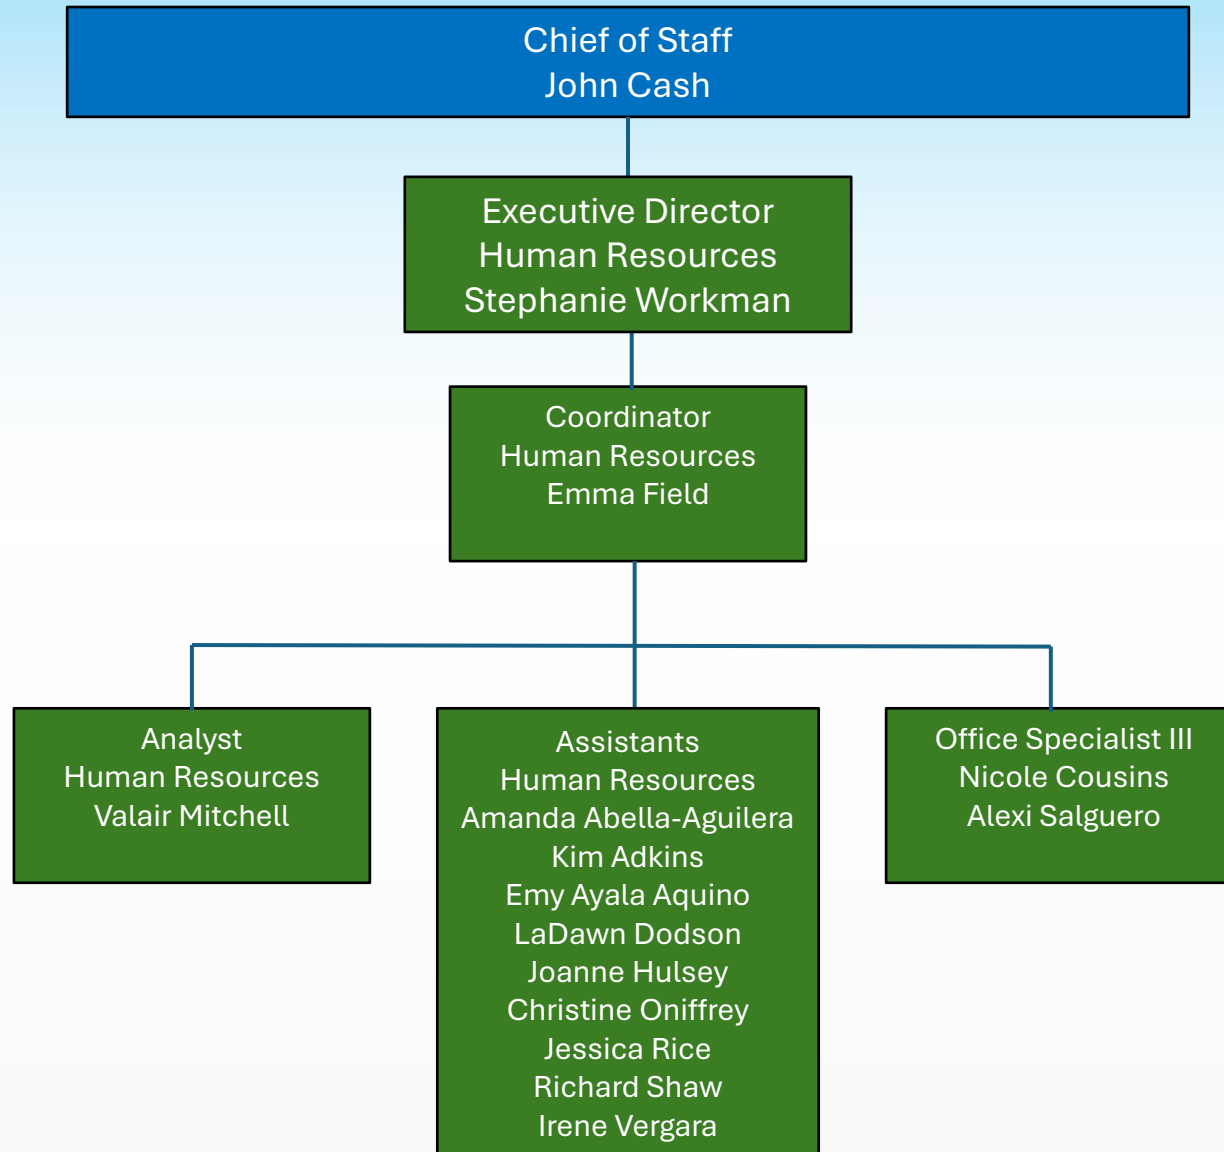 Chief of Staff
John Cash
Executive Director
Human Resources
Stephanie Workman
Coordinator
Human Resources
Emma Field
Analyst
Human Resources
Valair Mitchell
Assistants
Human Resources
Amanda Abella-Aguilera
Kim Adkins
Emy Ayala Aquino
LaDawn Dodson
Joanne Hulsey
Christine Oniffrey
Jessica Rice
Richard Shaw
Irene Vergara
Office Specialist III
Nicole Cousins
Alexi Salguero